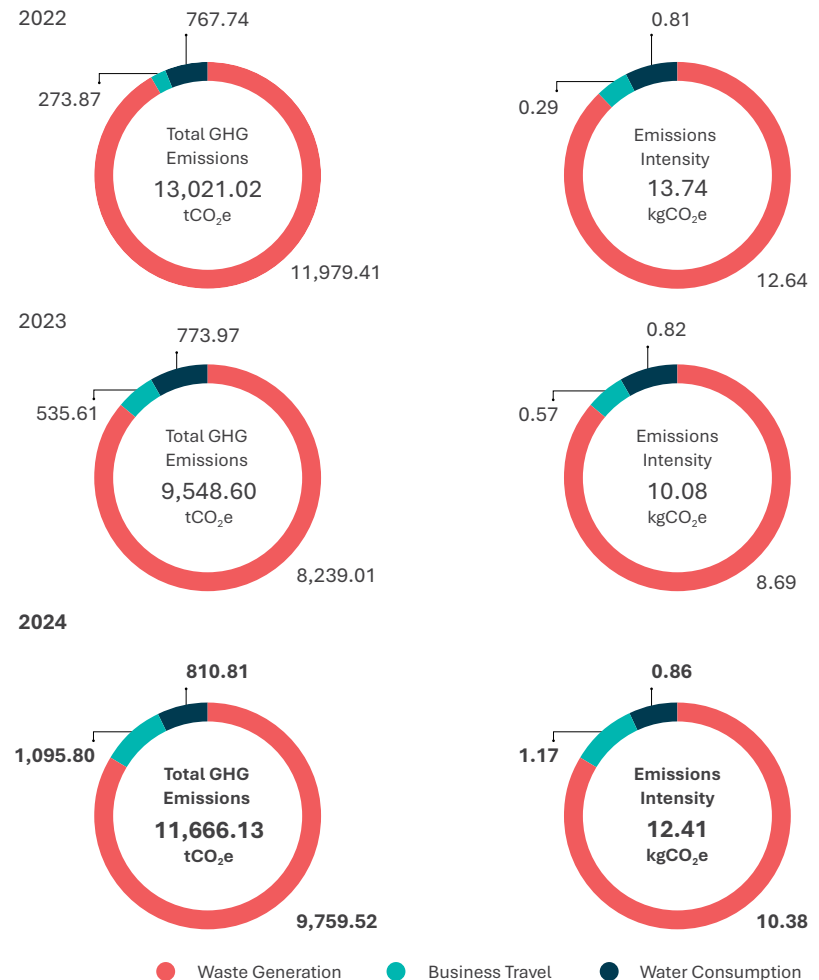 2022
767.74
0.81
273.87
0.29
Total GHG
Emissions
13,021.02
tCO₂e
Emissions
Intensity
13.74
kgCO₂e
11,979.41
12.64
2023
773.97
0.82
535.61
0.57
Total GHG
Emissions
9,548.60
tCO₂e
Emissions
Intensity
10.08
kgCO₂e
8,239.01
8.69
2024
810.81
0.86
1,095.80
1.17
Total GHG
Emissions
11,666.13
tCO₂e
Emissions
Intensity
12.41
kgCO₂e
9,759.52
10.38
Waste Generation
Business Travel
Water Consumption